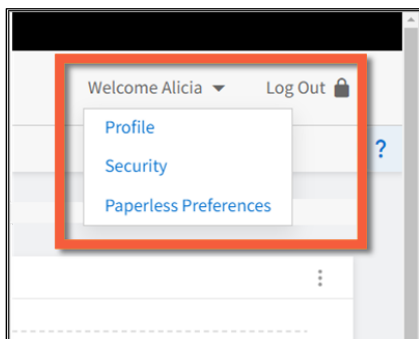 Welcome Alicia Log Out
Profile
?
Security
Paperless Preferences